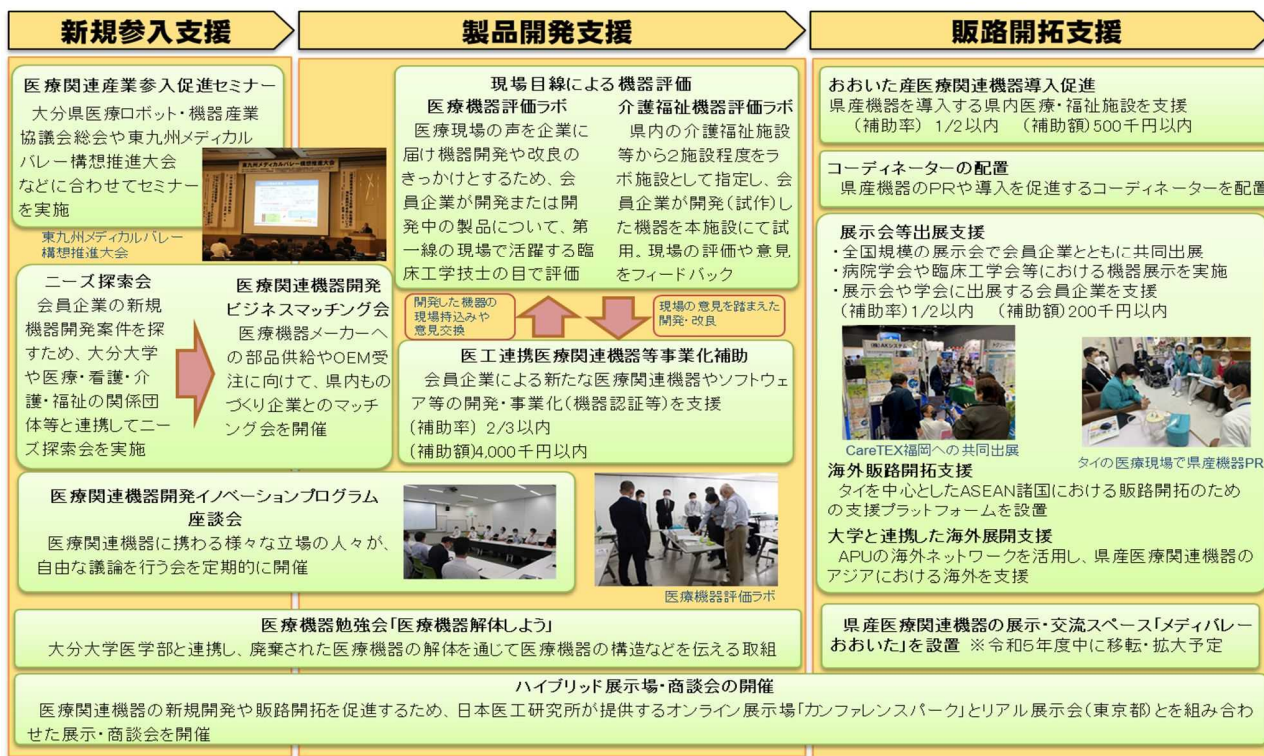 新規参入支援
製品開発支援
販路開拓支援
医療関連産業参入促進セミナー
大分県医療ロボット・機器産業
協議会総会や東九州メディカル
バレー構想推進大会
などに合わせてセミナー
を実施
東九州メディカルバレー構想推進大会
東九州メディカルバレー
構想推進大会
ニーズ探索会
会員企業の新規
機器開発案件を探
すため、大分大学
や医療・看護・介
護・福祉の関係団
体等と連携してニー
ズ探索会を実施
医療関連機器開発
ビジネスマッチング会
医療機器メーカーへ
の部品供給やOEM受
注に向けて、県内もの
づくり企業とのマッチ
ング会を開催
現場目線による機器評価
医療機器評価ラボ
医療現場の声を企業に
届け機器開発や改良の
きっかけとするため、会
員企業が開発または開
発中の製品について、第
一線の現場で活躍する臨
床工学技士の目で評価
介護福祉機器評価ラボ
県内の介護福祉施設
等から2施設程度をラ
ボ施設として指定し、会
員企業が開発(試作)し
た機器を本施設にて試
用。現場の評価や意見
をフィードバック
開発した機器の
現場持込みや
意見交換
現場の意見を踏まえた
開発・改良
医工連携医療関連機器等事業化補助
会員企業による新たな医療関連機器やソフトウェ
ア等の開発・事業化(機器認証等)を支援
(補助率) 2/3以内
(補助額)4,000千円以内
医療関連機器開発イノベーションプログラム
座談会
医療関連機器に携わる様々な立場の人々が、
自由な議論を行う会を定期的に開催
医療機器評価ラボ
医療機器勉強会「医療機器解体しよう」
大分大学医学部と連携し、廃棄された医療機器の解体を通じて医療機器の構造などを伝える取組
おおいた産医療関連機器導入促進
県産機器を導入する県内医療・福祉施設を支援
(補助率) 1/2以内 (補助額)500千円以内
コーディネーターの配置
県産機器のPRや導入を促進するコーディネーターを配置
展示会等出展支援
・全国規模の展示会で会員企業とともに共同出展
・病院学会や臨床工学会等における機器展示を実施
・展示会や学会に出展する会員企業を支援
(補助率)1/2以内 (補助額)200千円以内
CareTEX福岡への共同出展
タイの医療現場で県産機器PR
海外販路開拓支援
タイを中心としたASEAN諸国における販路開拓のため
の支援プラットフォームを設置
大学と連携した海外展開支援
APUの海外ネットワークを活用し、県産医療関連機器の
アジアにおける海外を支援
県産医療関連機器の展示・交流スペース「メディバレー
おおいた」を設置 ※令和5年度中に移転・拡大予定
ハイブリッド展示場・商談会の開催
医療関連機器の新規開発や販路開拓を促進するため、日本医工研究所が提供するオンライン展示場「カンファレンスパーク」とリアル展示会(東京都)とを組み合わ
せた展示・商談会を開催